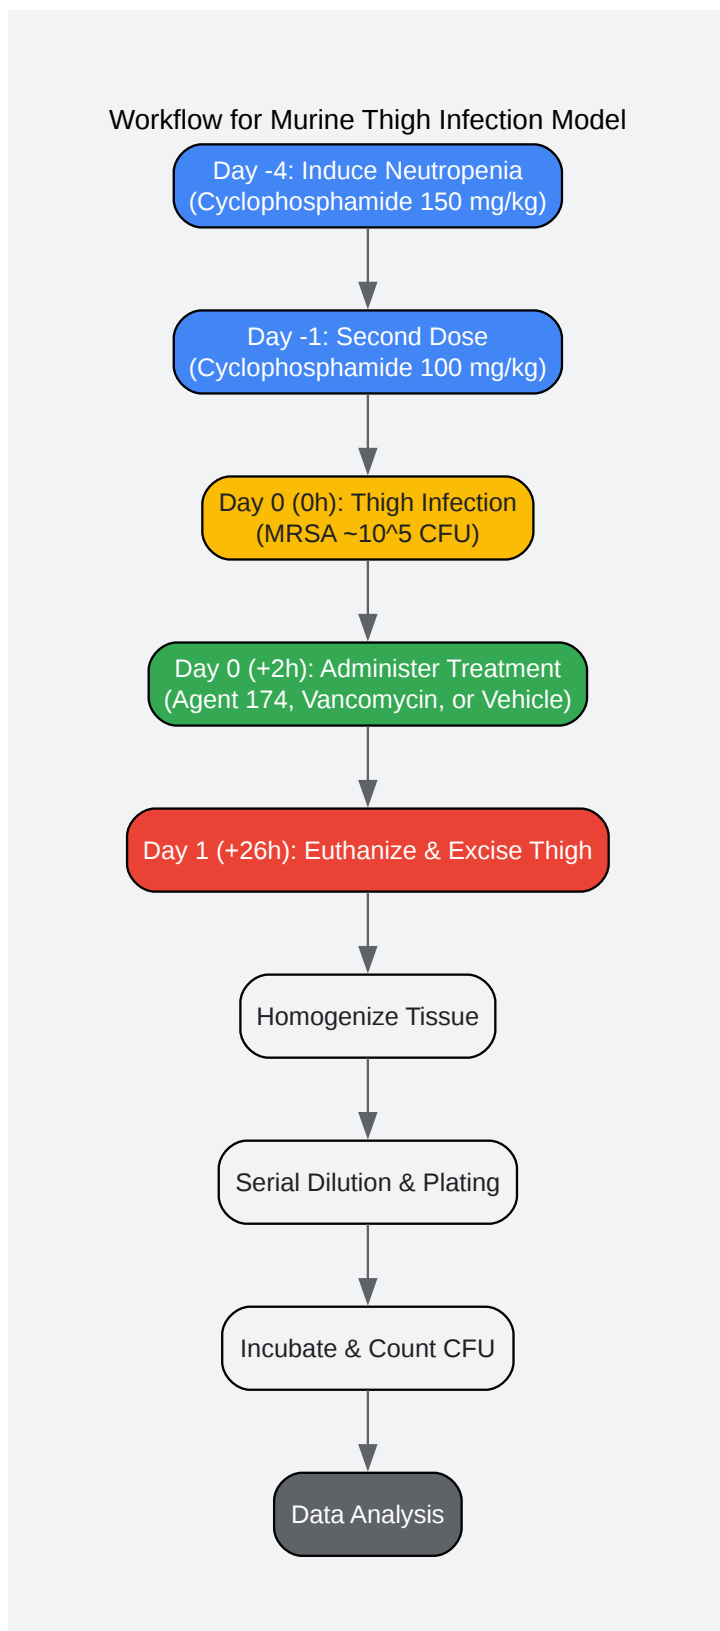 Workflow for Murine Thigh Infection Model
Day -4: Induce Neutropenia
(Cyclophosphamide 150 mg/kg)
Day -1: Second Dose
(Cyclophosphamide 100 mg/kg)
Day 0 (0h): Thigh Infection
(MRSA ~10^5 CFU)
Day 0 (+2h): Administer Treatment
(Agent 174, Vancomycin, or Vehicle)
Day 1 (+26h): Euthanize & Excise Thigh
Homogenize Tissue
Serial Dilution & Plating
Incubate & Count CFU
Data Analysis